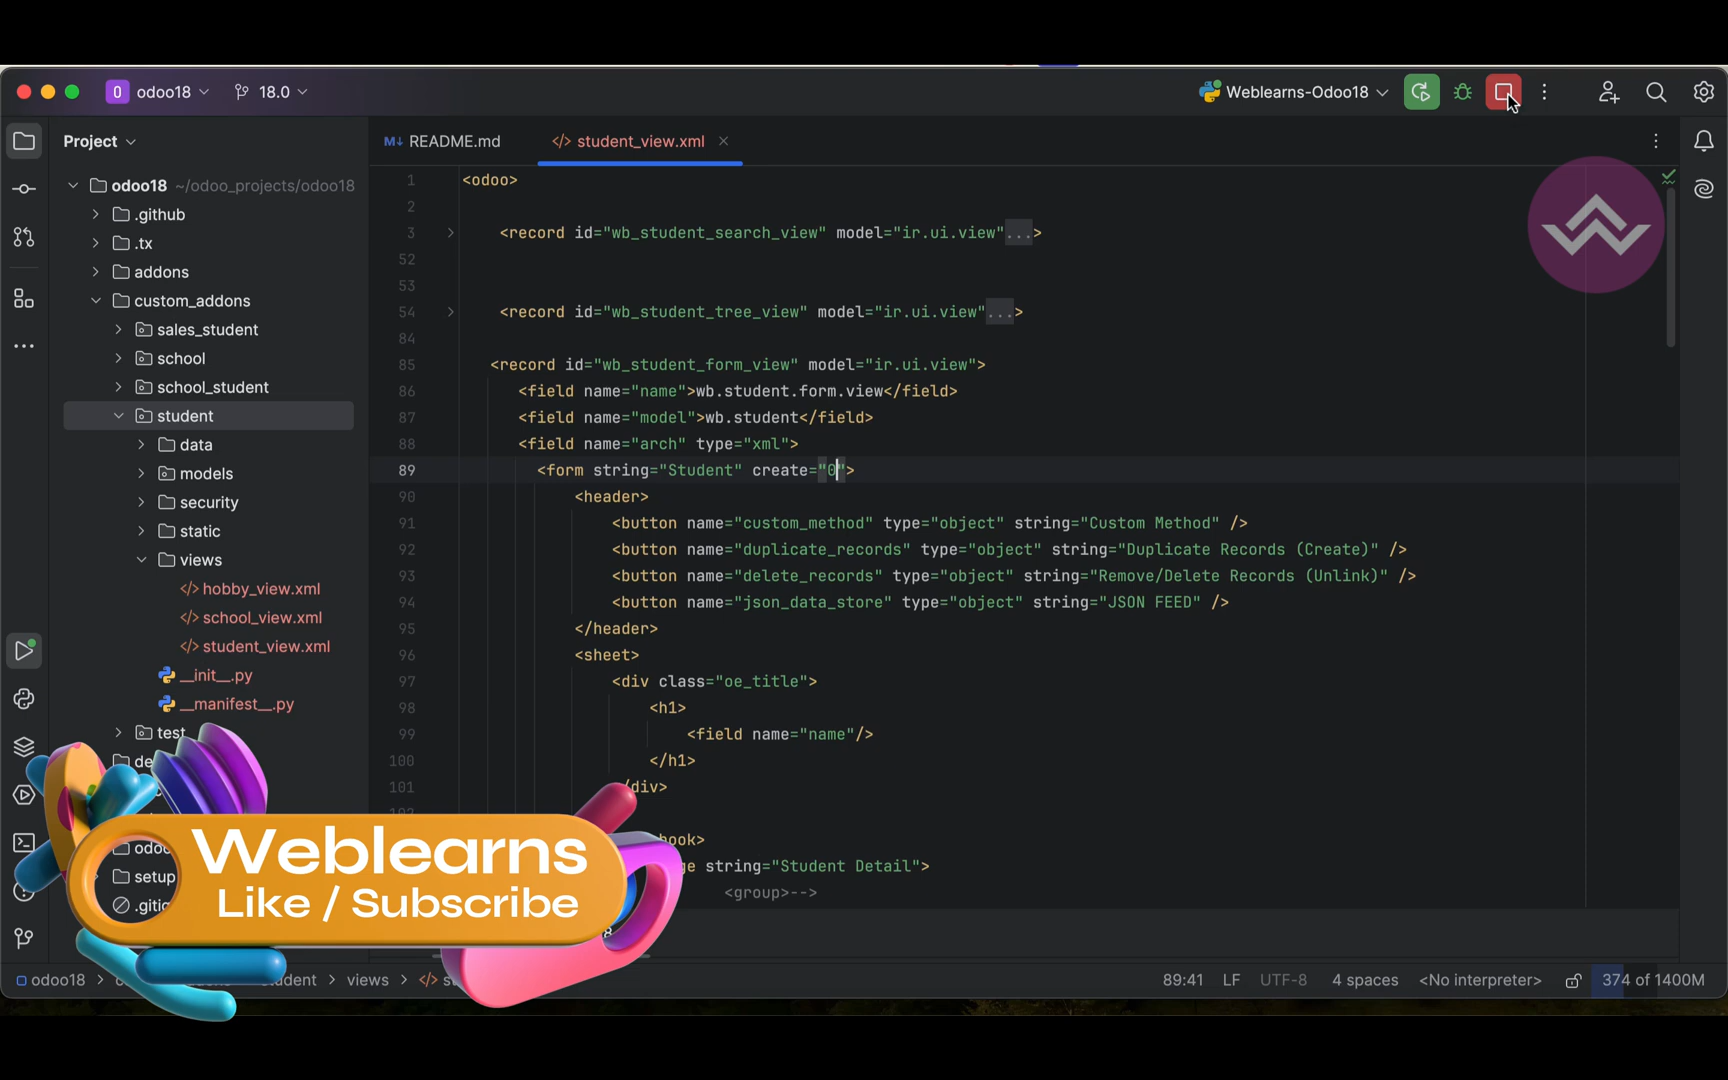 0 odoo18 18.0 Weblearns-Odoo18
Project
README.md </> student_view.xml
odoo18 ~/odoo_projects/odoo18
.github
.tx
addons
custom_addons
sales_student
school
school_student
student
data
models
security
static
views
</> hobby_view.xml
</> school_view.xml
</> student_view.xml
__init__.py
__manifest__.py
test
de
odoo
setup
1 <odoo>
2
3 <record id="wb_student_search_view" model="ir.ui.view"...>
52
53
54 <record id="wb_student_tree_view" model="ir.ui.view"...>
84
85 <record id="wb_student_form_view" model="ir.ui.view">
86 <field name="name">wb.student.form.view</field>
87 <field name="model">wb.student</field>
88 <field name="arch" type="xml">
89 <form string="Student" create="0">
90 <header>
91 <button name="custom_method" type="object" string="Custom Method" />
92 <button name="duplicate_records" type="object" string="Duplicate Records (Create)" />
93 <button name="delete_records" type="object" string="Remove/Delete Records (Unlink)" />
94 <button name="json_data_store" type="object" string="JSON FEED" />
95 </header>
96 <sheet>
97 <div class="oe_title">
98 <h1>
99 <field name="name"/>
100 </h1>
101 /div>
book>
ge string="Student Detail">
<group>-->
Weblearns
Like / Subscribe
odoo18 > > views > </> 89:41 LF UTF-8 4 spaces <No interpreter> 374 of 1400M